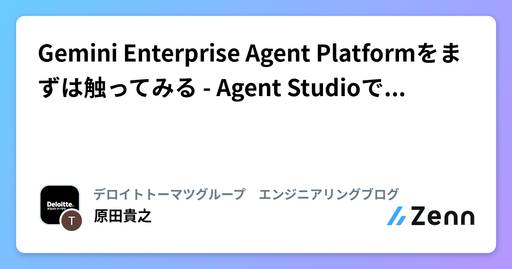 Gemini Enterprise Agent Platformをま
ずは触ってみる - Agent Studioで...
デロイトトーマツグループ　エンジニアリングブログ
Deloitte.
T
原田貴之
Zenn